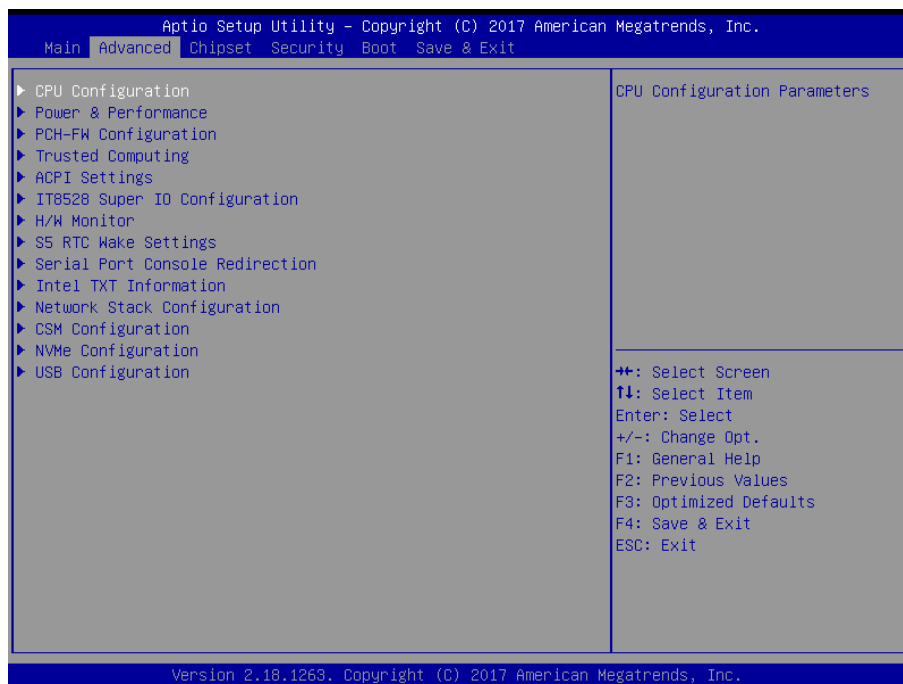 Aptio Setup Utility – Copyright (C) 2017 American Megatrends, Inc.
Main Advanced Chipset Security Boot Save & Exit
▶ CPU Configuration
▶ Power & Performance
▶ PCH-FW Configuration
▶ Trusted Computing
▶ ACPI Settings
▶ IT8528 Super IO Configuration
▶ H/W Monitor
▶ S5 RTC Wake Settings
▶ Serial Port Console Redirection
▶ Intel TXT Information
▶ Network Stack Configuration
▶ CSM Configuration
▶ NVMe Configuration
▶ USB Configuration
CPU Configuration Parameters
→←: Select Screen
↑↓: Select Item
Enter: Select
+/-: Change Opt.
F1: General Help
F2: Previous Values
F3: Optimized Defaults
F4: Save & Exit
ESC: Exit
Version 2.18.1263. Copyright (C) 2017 American Megatrends, Inc.